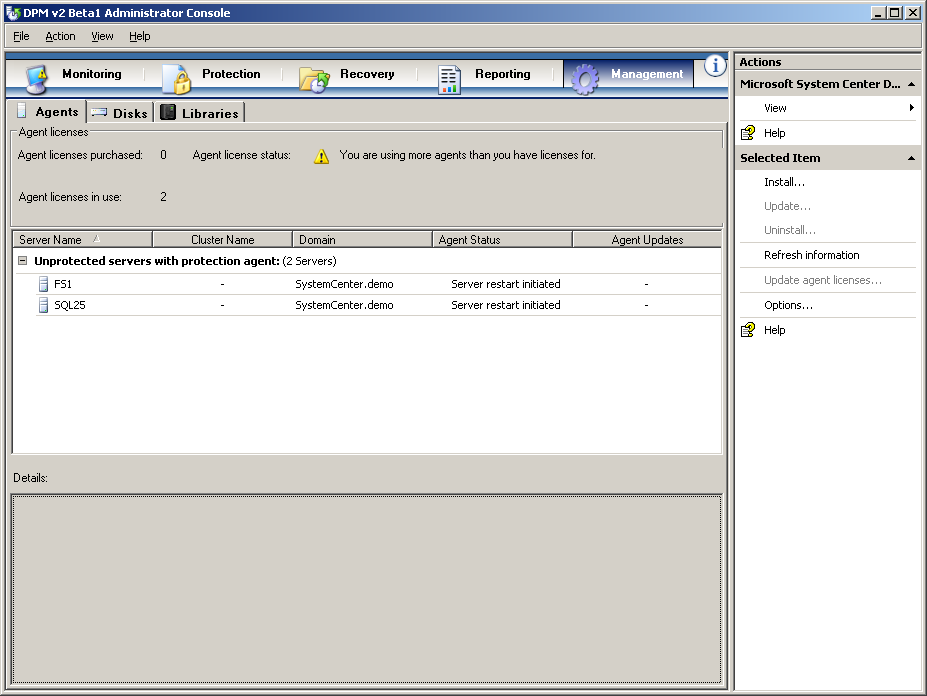 DPM v2 Beta1 Administrator Console
File Action View Help
Monitoring Protection Recovery Reporting Management
Agents Disks Libraries
Agent licenses
Agent licenses purchased: 0 Agent license status: You are using more agents than you have licenses for.
Agent licenses in use: 2
Server Name Cluster Name Domain Agent Status Agent Updates
Unprotected servers with protection agent: (2 Servers)
FS1 - SystemCenter.demo Server restart initiated -
SQL25 - SystemCenter.demo Server restart initiated -
Details:
Actions
Microsoft System Center D...
View
Help
Selected Item
Install...
Update...
Uninstall...
Refresh information
Update agent licenses...
Options...
Help